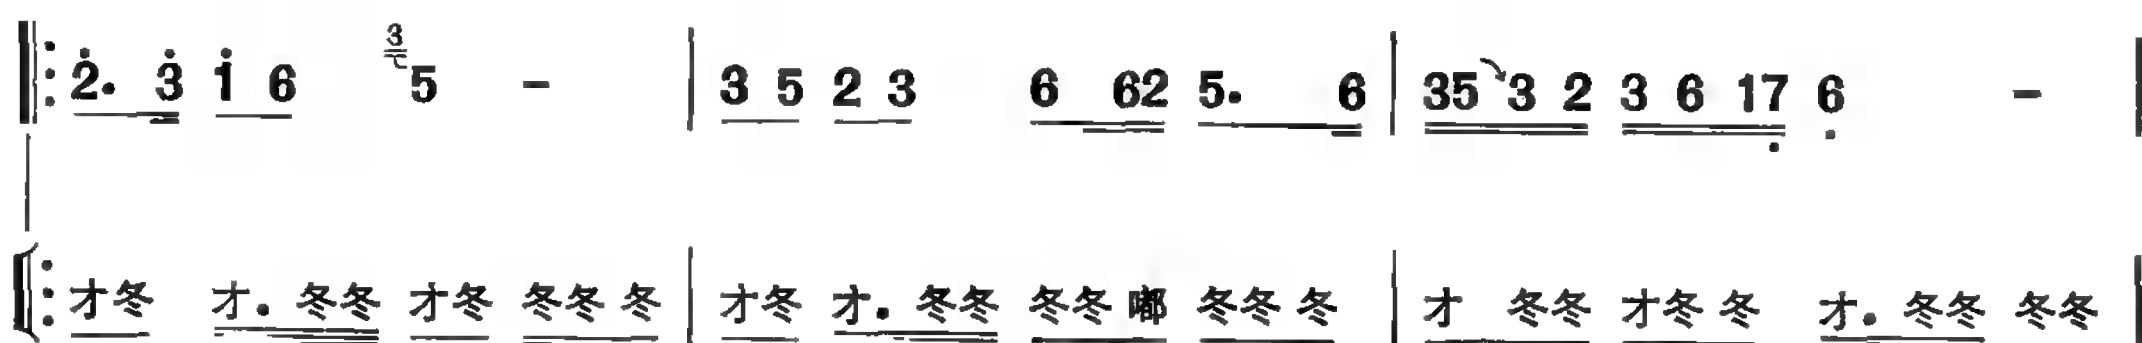 2̇. 3̇ 1̇ 6 3 5 - | 3 5 2 3 6 62 5. 6 | 35 3 2 3 6 17̣ 6̣ - |
才冬 才. 冬冬 才冬 冬冬 冬 | 才冬 才. 冬冬 冬冬 嘟 冬冬 冬 | 才 冬冬 才冬 冬 才. 冬冬 冬冬 |